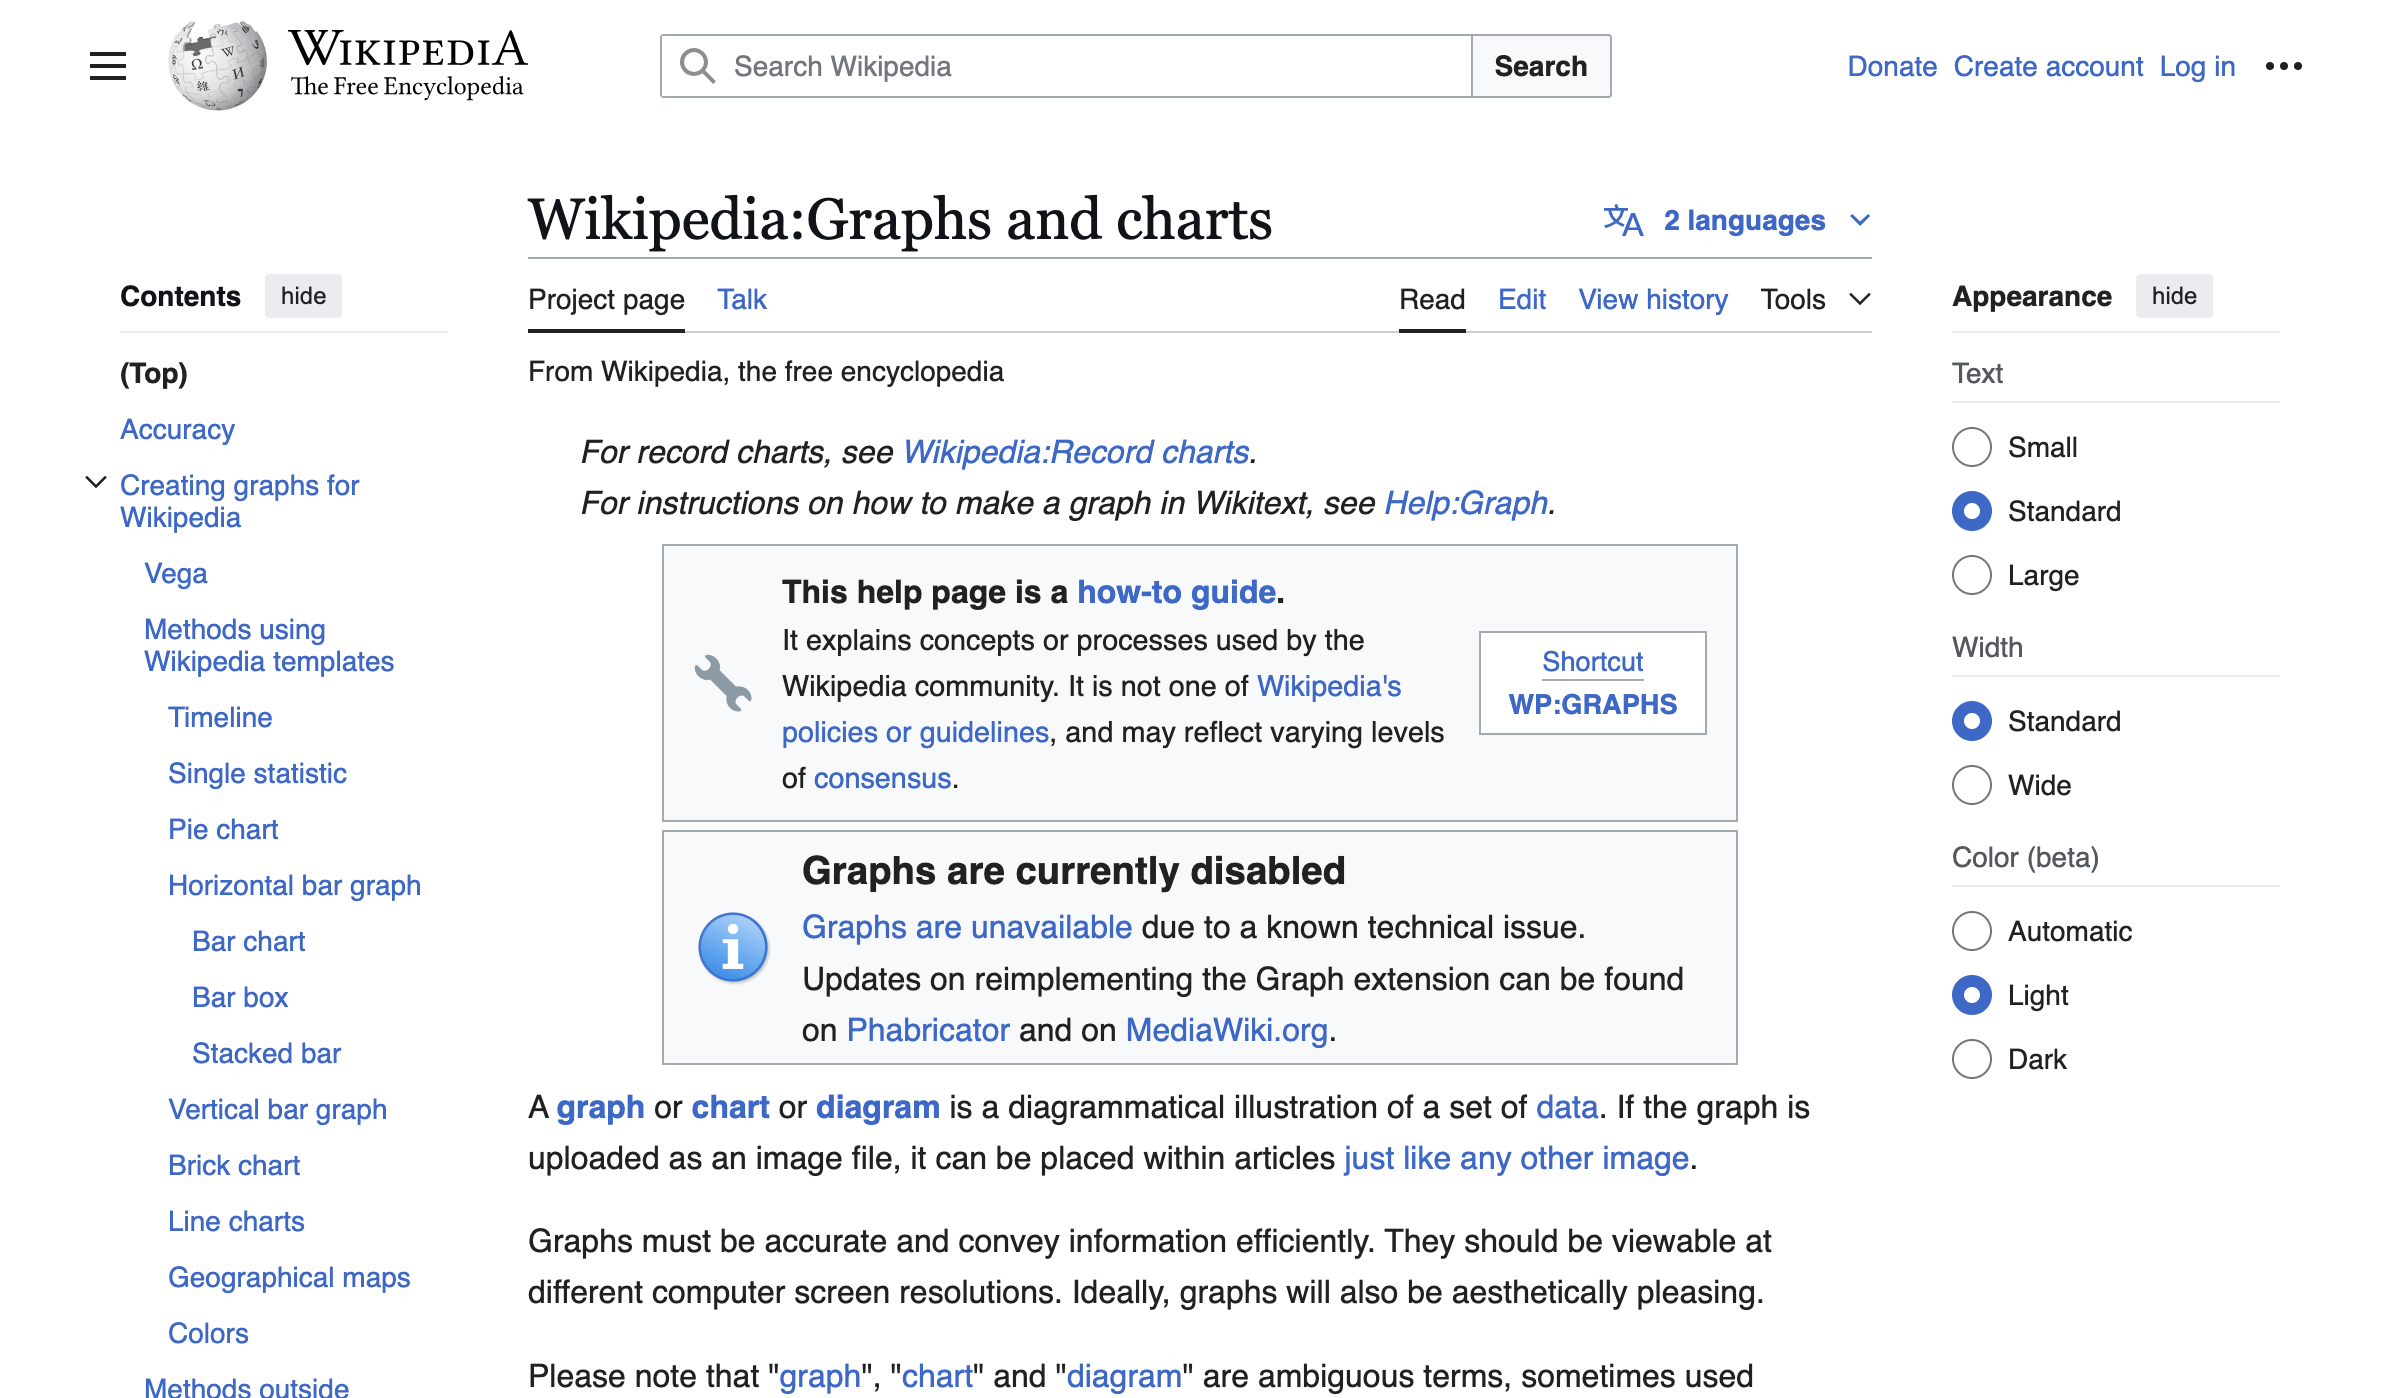 WIKIPEDIA
The Free Encyclopedia
Search Wikipedia
Search
Donate Create account Log in
Wikipedia:Graphs and charts
2 languages
Contents hide
(Top)
Accuracy
Creating graphs for
Wikipedia
Vega
Methods using
Wikipedia templates
Timeline
Single statistic
Pie chart
Horizontal bar graph
Bar chart
Bar box
Stacked bar
Vertical bar graph
Brick chart
Line charts
Geographical maps
Colors
Methods outside
Project page Talk
Read Edit View history Tools
From Wikipedia, the free encyclopedia
For record charts, see Wikipedia:Record charts.
For instructions on how to make a graph in Wikitext, see Help:Graph.
This help page is a how-to guide.
It explains concepts or processes used by the
Wikipedia community. It is not one of Wikipedia's
policies or guidelines, and may reflect varying levels
of consensus.
Shortcut
WP:GRAPHS
Graphs are currently disabled
Graphs are unavailable due to a known technical issue.
Updates on reimplementing the Graph extension can be found
on Phabricator and on MediaWiki.org.
A graph or chart or diagram is a diagrammatical illustration of a set of data. If the graph is
uploaded as an image file, it can be placed within articles just like any other image.
Graphs must be accurate and convey information efficiently. They should be viewable at
different computer screen resolutions. Ideally, graphs will also be aesthetically pleasing.
Please note that "graph", "chart" and "diagram" are ambiguous terms, sometimes used
Appearance hide
Text
Small
Standard
Large
Width
Standard
Wide
Color (beta)
Automatic
Light
Dark